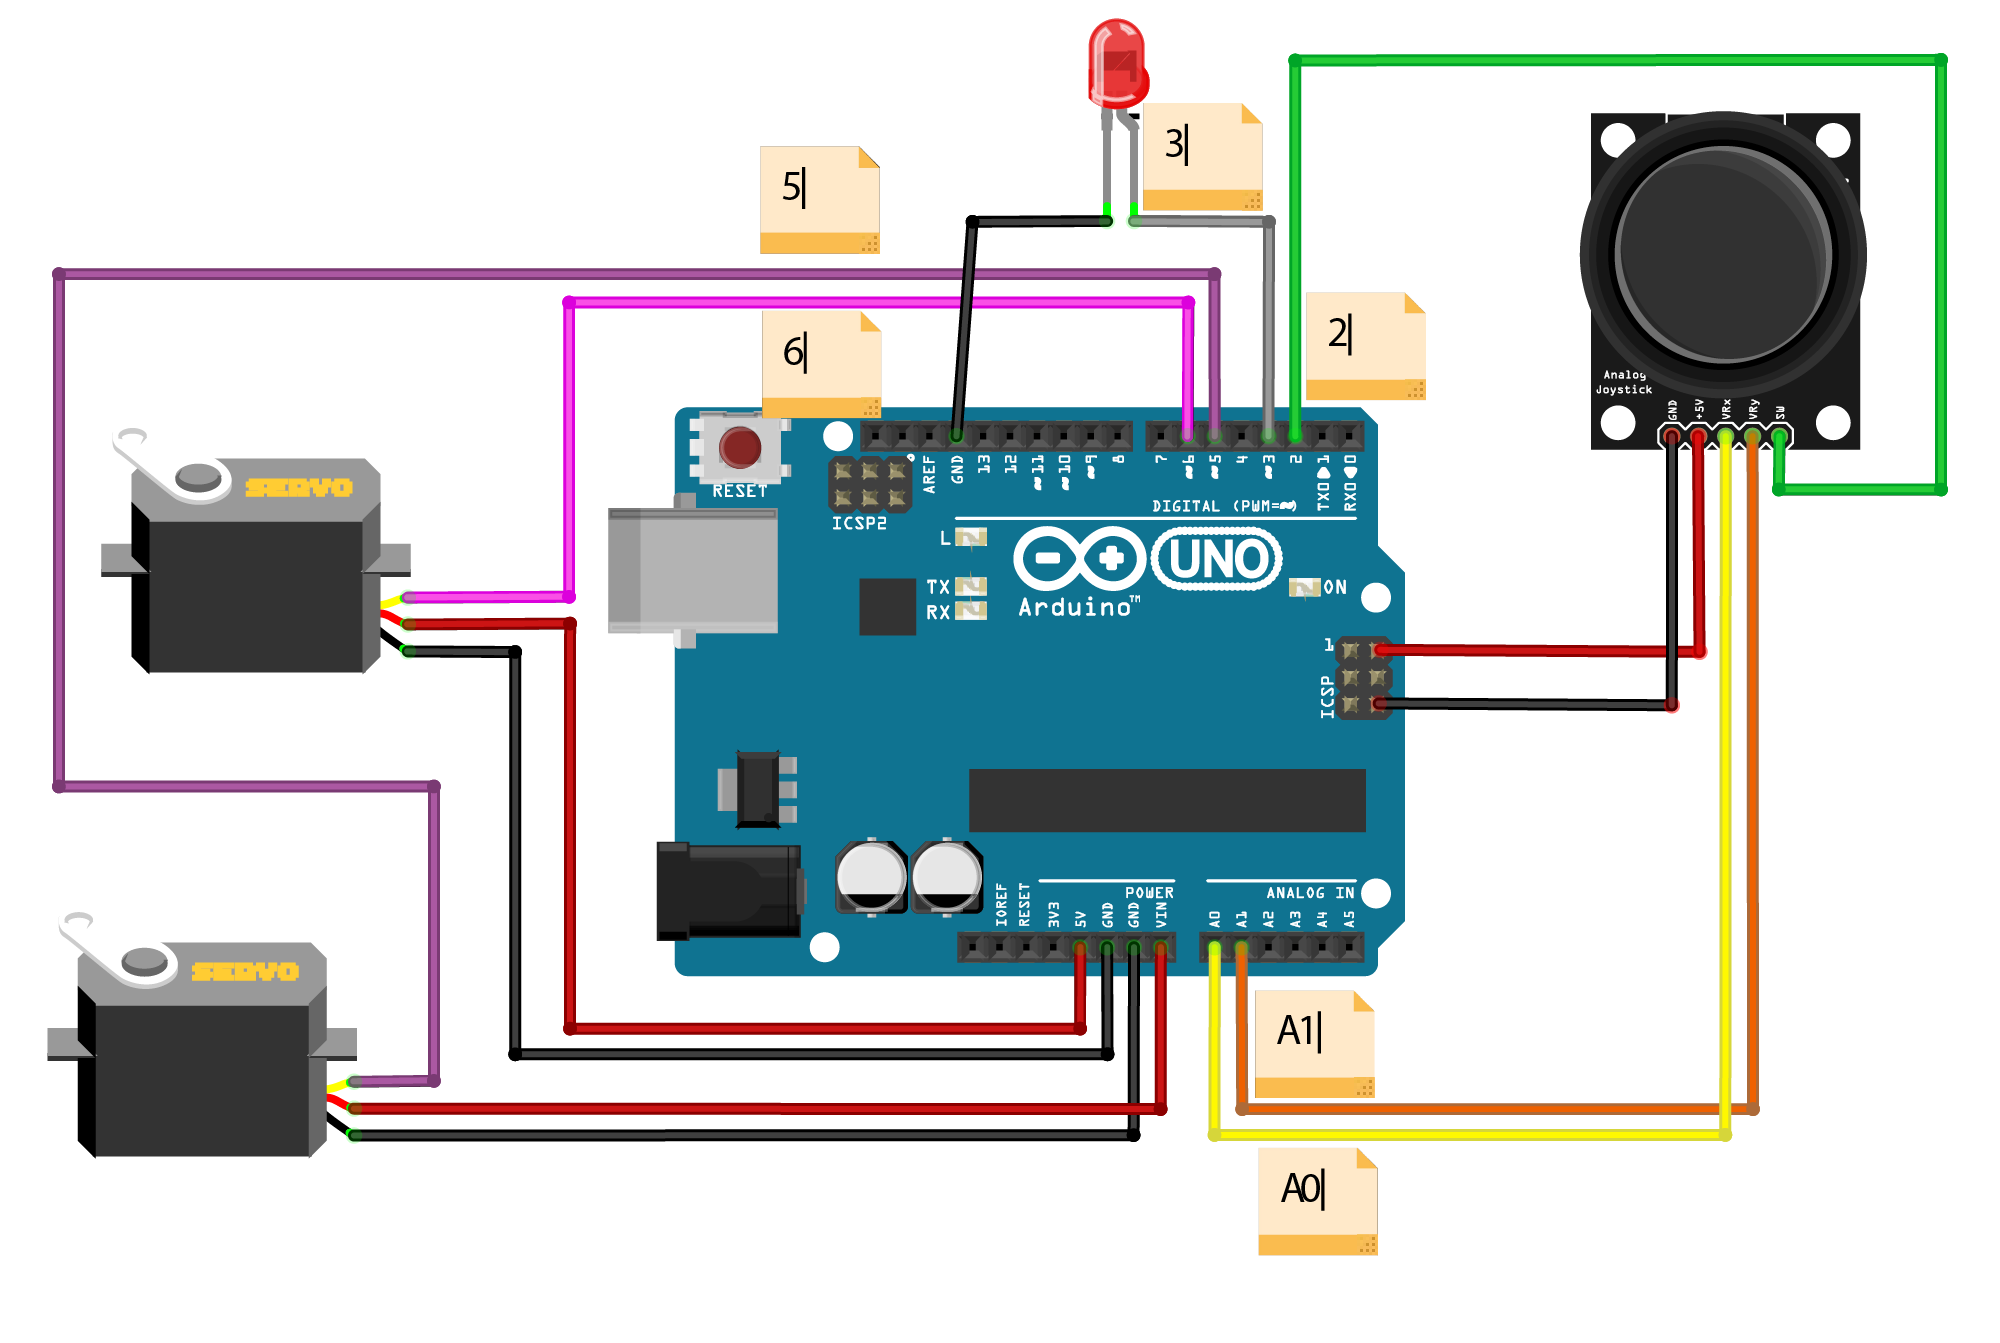 3
5
2
6
Analog
Joystick
GND
+5V
VRx
VRy
SW
RESET
ICSP2
AREF
GND
13
12
~11
~10
~9
8
7
~6
~5
4
~3
2
TX0▶1
RX0◀0
DIGITAL (PWM=~)
L
TX
RX
UNO
ON
Arduino™
1
ICSP
SERVO
SERVO
IOREF
RESET
3V3
5V
GND
GND
VIN
POWER
ANALOG IN
A0
A1
A2
A3
A4
A5
A1
A0